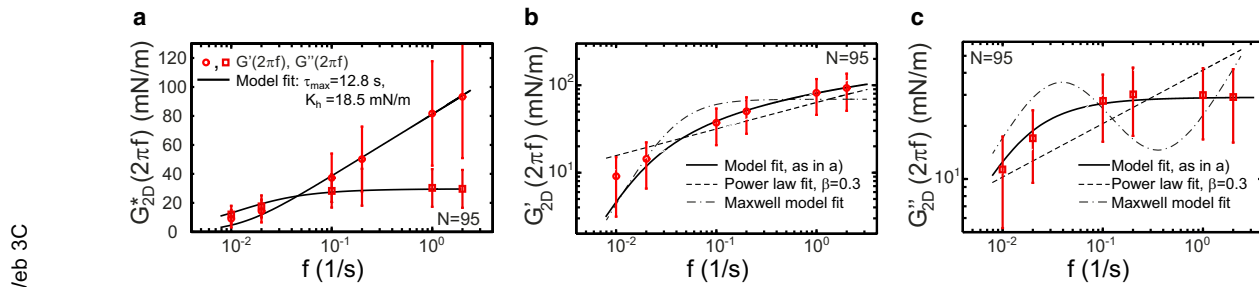 a
G*2D (2πf) (mN/m)
120
100
80
60
40
20
0
, G'(2πf), G''(2πf)
Model fit: τmax=12.8 s,
Kh =18.5 mN/m
N=95
10-2
10-1
100
f (1/s)
b
G'2D (2πf) (mN/m)
102
101
N=95
Model fit, as in a)
Power law fit, β=0.3
Maxwell model fit
10-2
10-1
100
f (1/s)
c
G''2D (2πf) (mN/m)
101
N=95
Model fit, as in a)
Power law fit, β=0.3
Maxwell model fit
10-2
10-1
100
f (1/s)
/eb 3C